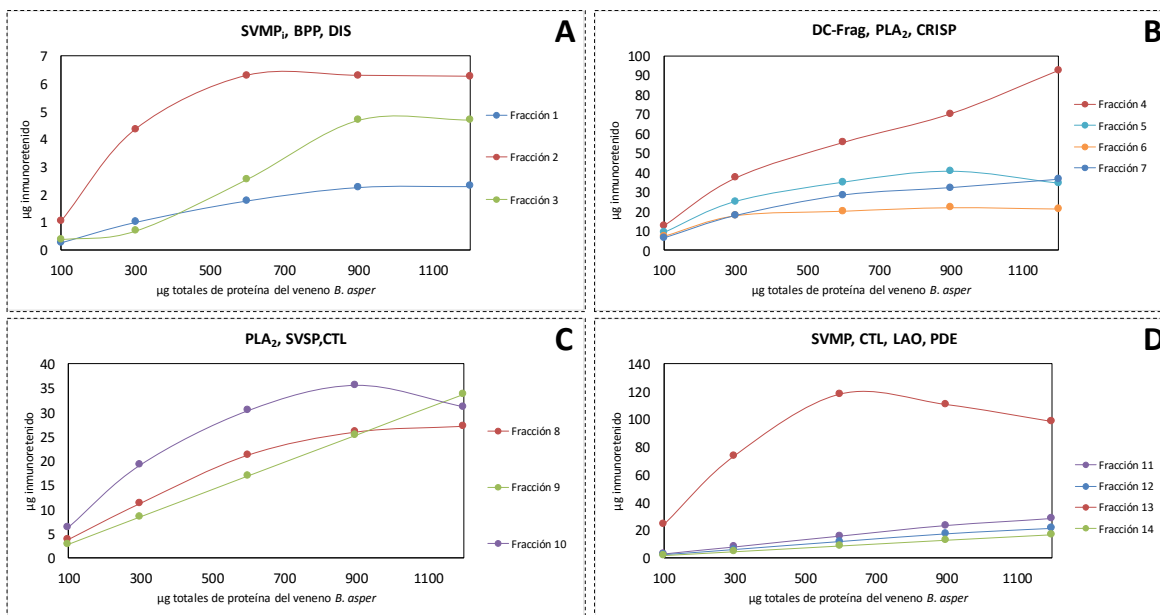 SVMPi, BPP, DIS
A
7
6
5
4
3
2
1
0
µg inmunoretenido
100 300 500 700 900 1100
µg totales de proteína del veneno B. asper
Fracción 1
Fracción 2
Fracción 3
DC-Frag, PLA2, CRISP
B
100
90
80
70
60
50
40
30
20
10
0
µg inmunoretenido
100 300 500 700 900 1100
µg totales de proteína del veneno B. asper
Fracción 4
Fracción 5
Fracción 6
Fracción 7
PLA2, SVSP,CTL
C
40
35
30
25
20
15
10
5
0
µg inmunoretenido
100 300 500 700 900 1100
µg totales de proteína del veneno B. asper
Fracción 8
Fracción 9
Fracción 10
SVMP, CTL, LAO, PDE
D
140
120
100
80
60
40
20
0
µg inmunoretenido
100 300 500 700 900 1100
µg totales de proteína del veneno B. asper
Fracción 11
Fracción 12
Fracción 13
Fracción 14